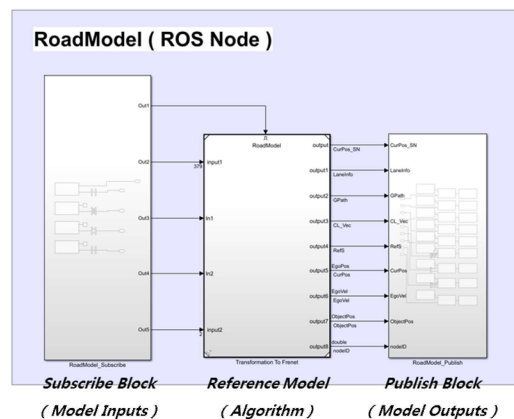 RoadModel ( ROS Node )
Out1
Out2
Out3
Out4
Out5
RoadModel_Subscribe
RoadModel
input1
In1
In2
input2
output
output1
output2
output3
output4
output5
output6
output7
output8
Transformation To Frenet
CurPos_SN
LaneInfo
GPath
CL_Vec
RefS
EgoPos
CurPos
EgoVel
EgoVel
ObjectPos
ObjectPos
double
nodeID
CurPos_SN
LaneInfo
GPath
CL_Vec
RefS
CurPos
EgoVel
ObjectPos
nodeID
RoadModel_Publish
Subscribe Block
( Model Inputs )
Reference Model
( Algorithm )
Publish Block
( Model Outputs )